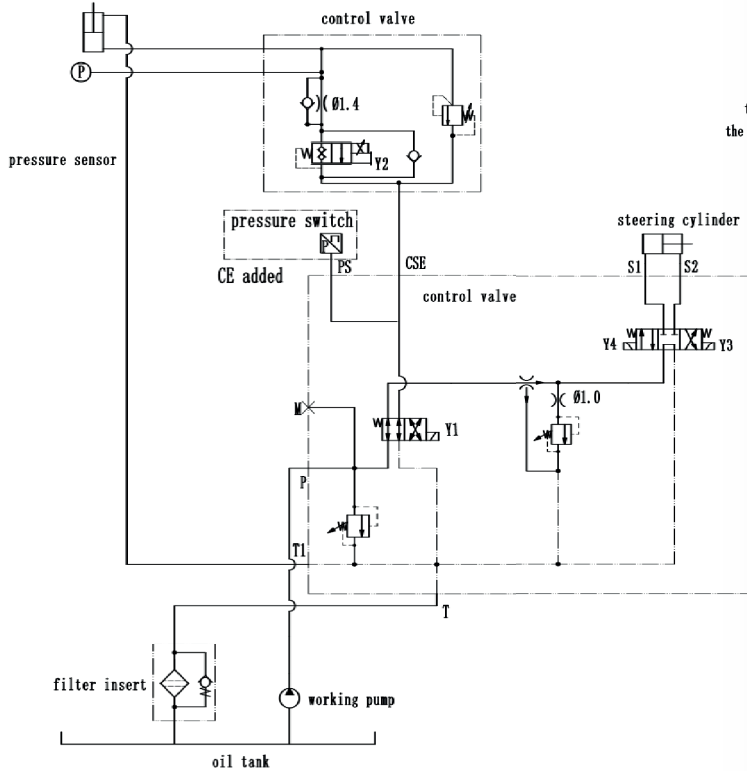 control valve
P
Ø1.4
t
the
pressure sensor
Y2
pressure switch
steering cylinder
P
S1
S2
CE added
PS
CSE
control valve
Y4
Y3
Ø1.0
M
Y1
P
T1
T
filter insert
working pump
oil tank